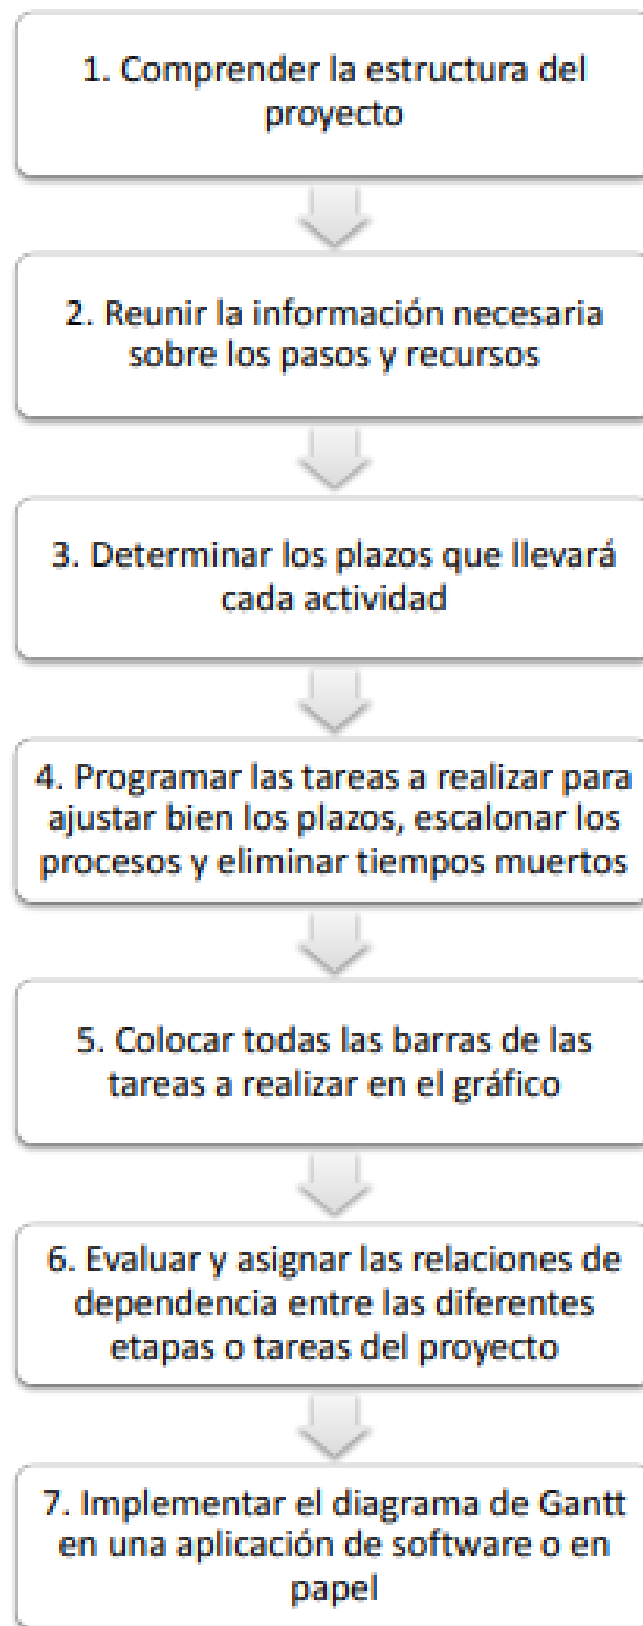 1. Comprender la estructura del
proyecto
2. Reunir la información necesaria
sobre los pasos y recursos
3. Determinar los plazos que llevará
cada actividad
4. Programar las tareas a realizar para
ajustar bien los plazos, escalonar los
procesos y eliminar tiempos muertos
5. Colocar todas las barras de las
tareas a realizar en el gráfico
6. Evaluar y asignar las relaciones de
dependencia entre las diferentes
etapas o tareas del proyecto
7. Implementar el diagrama de Gantt
en una aplicación de software o en
papel